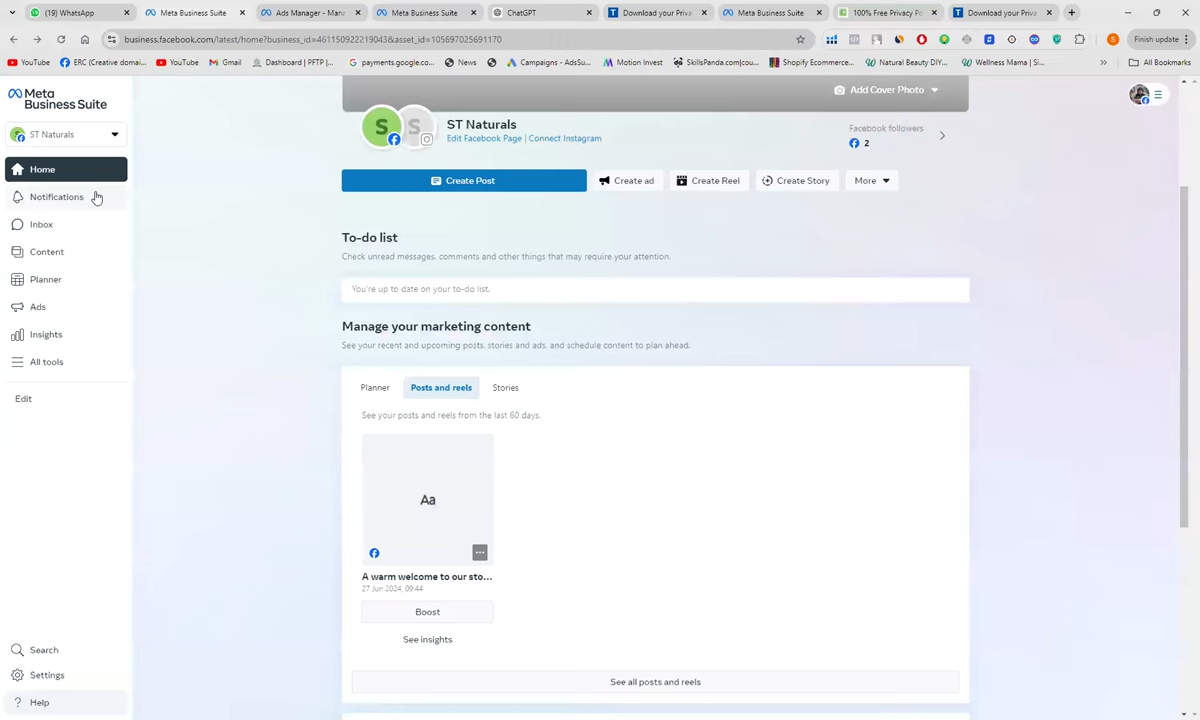 (19) WhatsApp
Meta Business Suite
Ads Manager - Mana
Meta Business Suite
ChatGPT
Download your Priva
Meta Business Suite
100% Free Privacy Po
Download your Priva
business.facebook.com/latest/home?business_id=461150922219043&asset_id=105697025691170
Finish update
YouTube
ERC (Creative domai...
YouTube
Gmail
Dashboard | PFTP |...
payments.google.co...
News
Campaigns - AdsSu...
Motion Invest
SkillsPanda.com|cou...
Shopify Ecommerce...
Natural Beauty DIY...
Wellness Mama | Si...
All Bookmarks
Meta
Business Suite
ST Naturals
Home
Notifications
Inbox
Content
Planner
Ads
Insights
All tools
Edit
Search
Settings
Help
Add Cover Photo
S
S
ST Naturals
Edit Facebook Page | Connect Instagram
Facebook followers
2
Create Post
Create ad
Create Reel
Create Story
More
To-do list
Check unread messages, comments and other things that may require your attention.
You're up to date on your to-do list.
Manage your marketing content
See your recent and upcoming posts, stories and ads, and schedule content to plan ahead.
Planner
Posts and reels
Stories
See your posts and reels from the last 60 days.
Aa
A warm welcome to our sto...
27 Jun 2024, 09:44
Boost
See insights
See all posts and reels